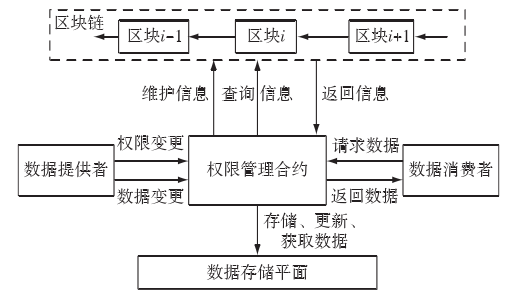 区块链
区块i−1
区块i
区块i+1
维护信息
查询信息
返回信息
权限变更
请求数据
数据提供者
权限管理合约
数据消费者
数据变更
返回数据
存储、更新、
获取数据
数据存储平面